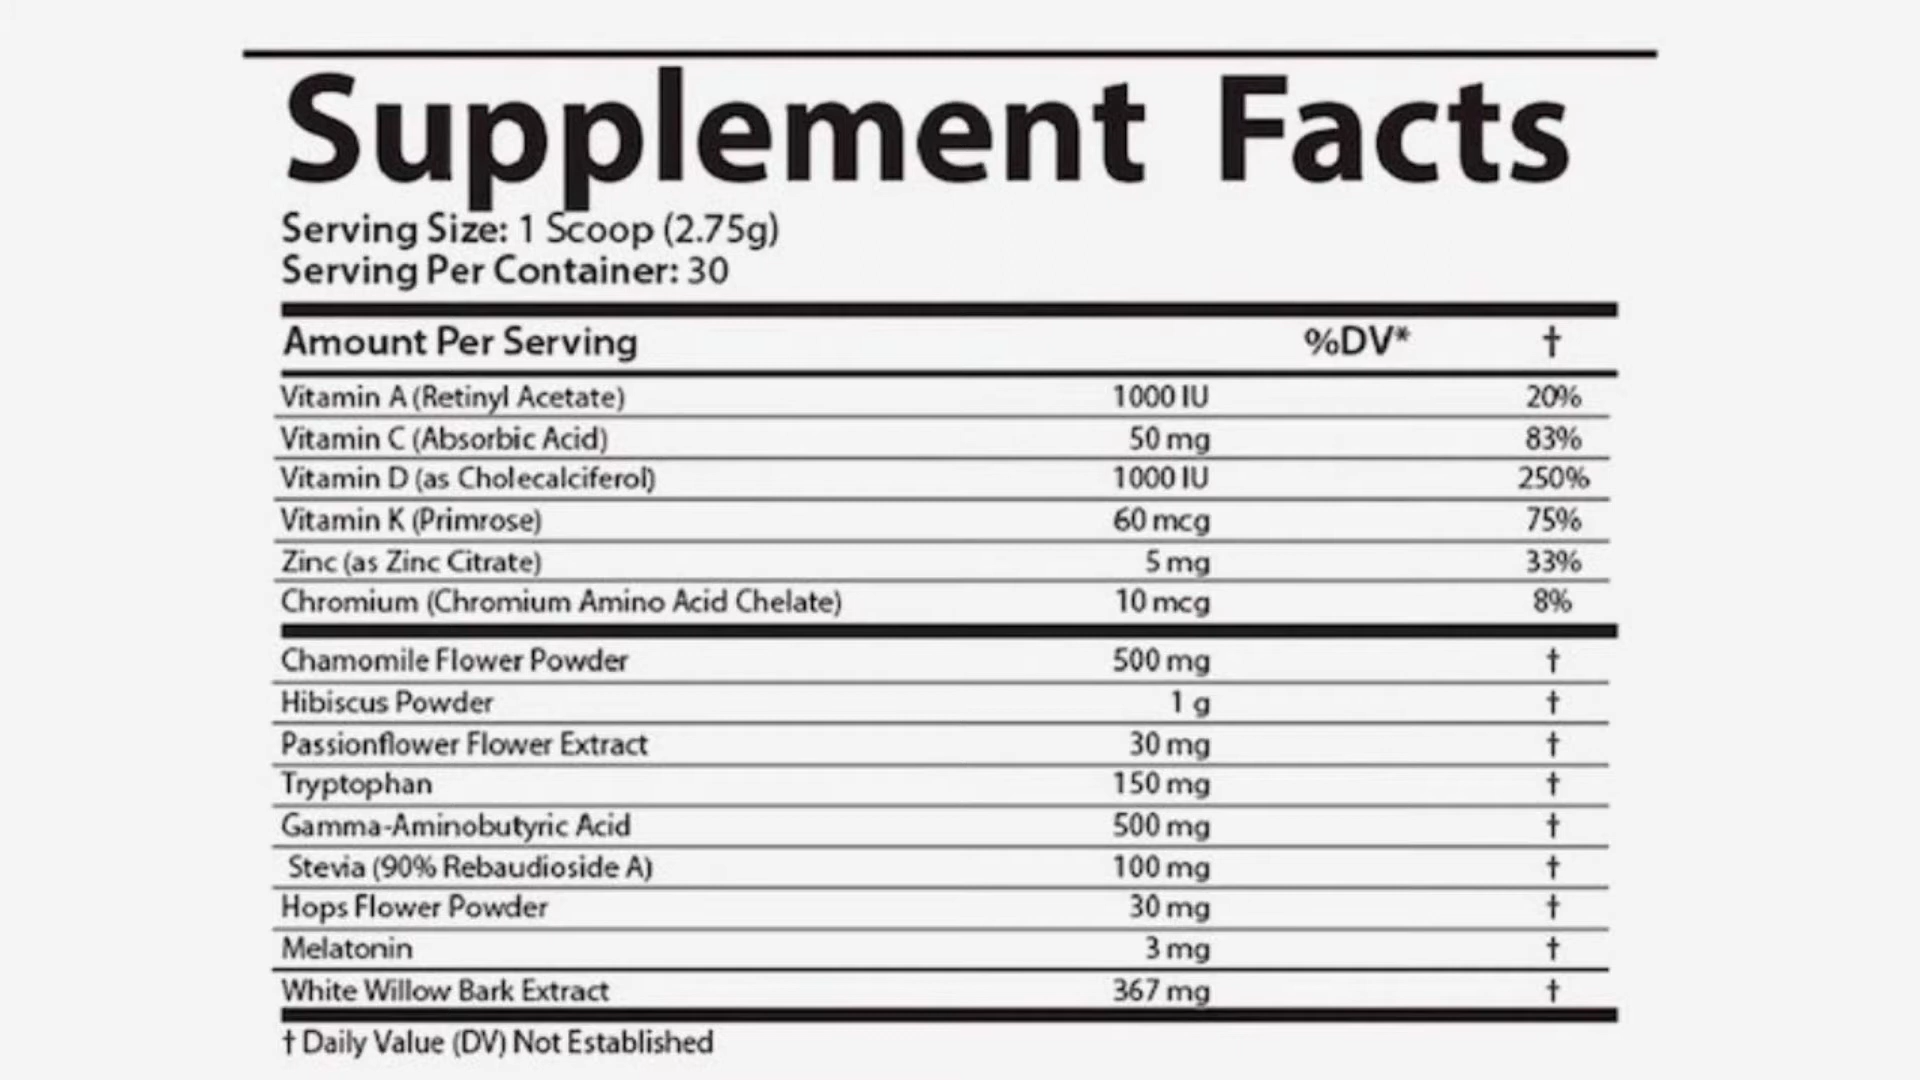 Supplement Facts
Serving Size: 1 Scoop (2.75g)
Serving Per Container: 30
Amount Per Serving %DV* †
Vitamin A (Retinyl Acetate) 1000 IU 20%
Vitamin C (Absorbic Acid) 50 mg 83%
Vitamin D (as Cholecalciferol) 1000 IU 250%
Vitamin K (Primrose) 60 mcg 75%
Zinc (as Zinc Citrate) 5 mg 33%
Chromium (Chromium Amino Acid Chelate) 10 mcg 8%
Chamomile Flower Powder 500 mg †
Hibiscus Powder 1 g †
Passionflower Flower Extract 30 mg †
Tryptophan 150 mg †
Gamma-Aminobutyric Acid 500 mg †
Stevia (90% Rebaudioside A) 100 mg †
Hops Flower Powder 30 mg †
Melatonin 3 mg †
White Willow Bark Extract 367 mg †
† Daily Value (DV) Not Established